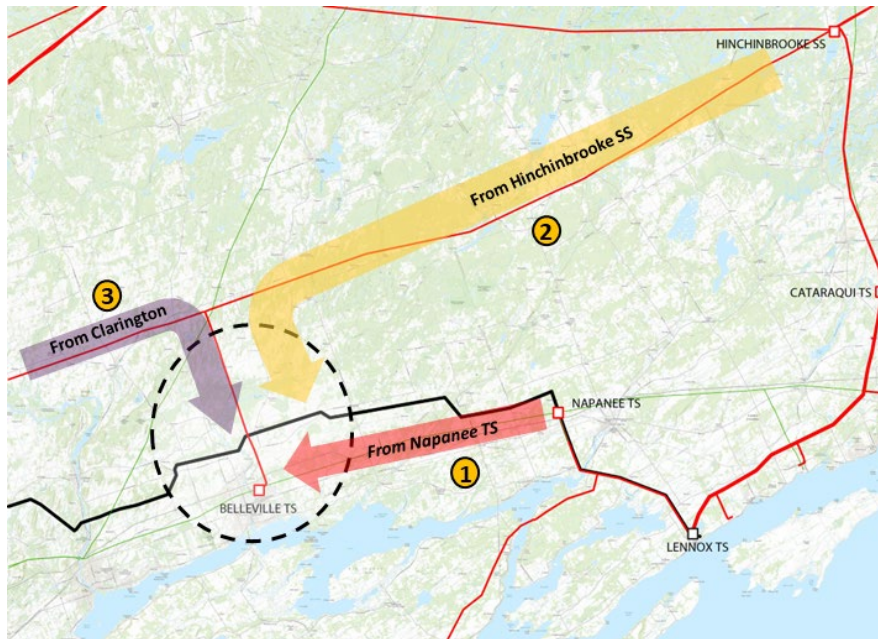 HINCHINBROOKE SS
From Hinchinbrooke SS
2
3
From Clarington
CATARAQUI TS
NAPANEE TS
From Napanee TS
1
BELLEVILLE TS
LENNOX TS